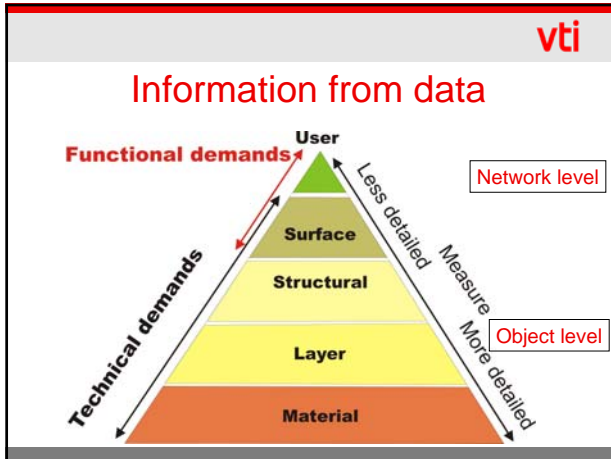 vti
Information from data
User
Functional demands
Network level
Less detailed
Surface
Measure
Structural
Technical demands
Object level
More detailed
Layer
Material